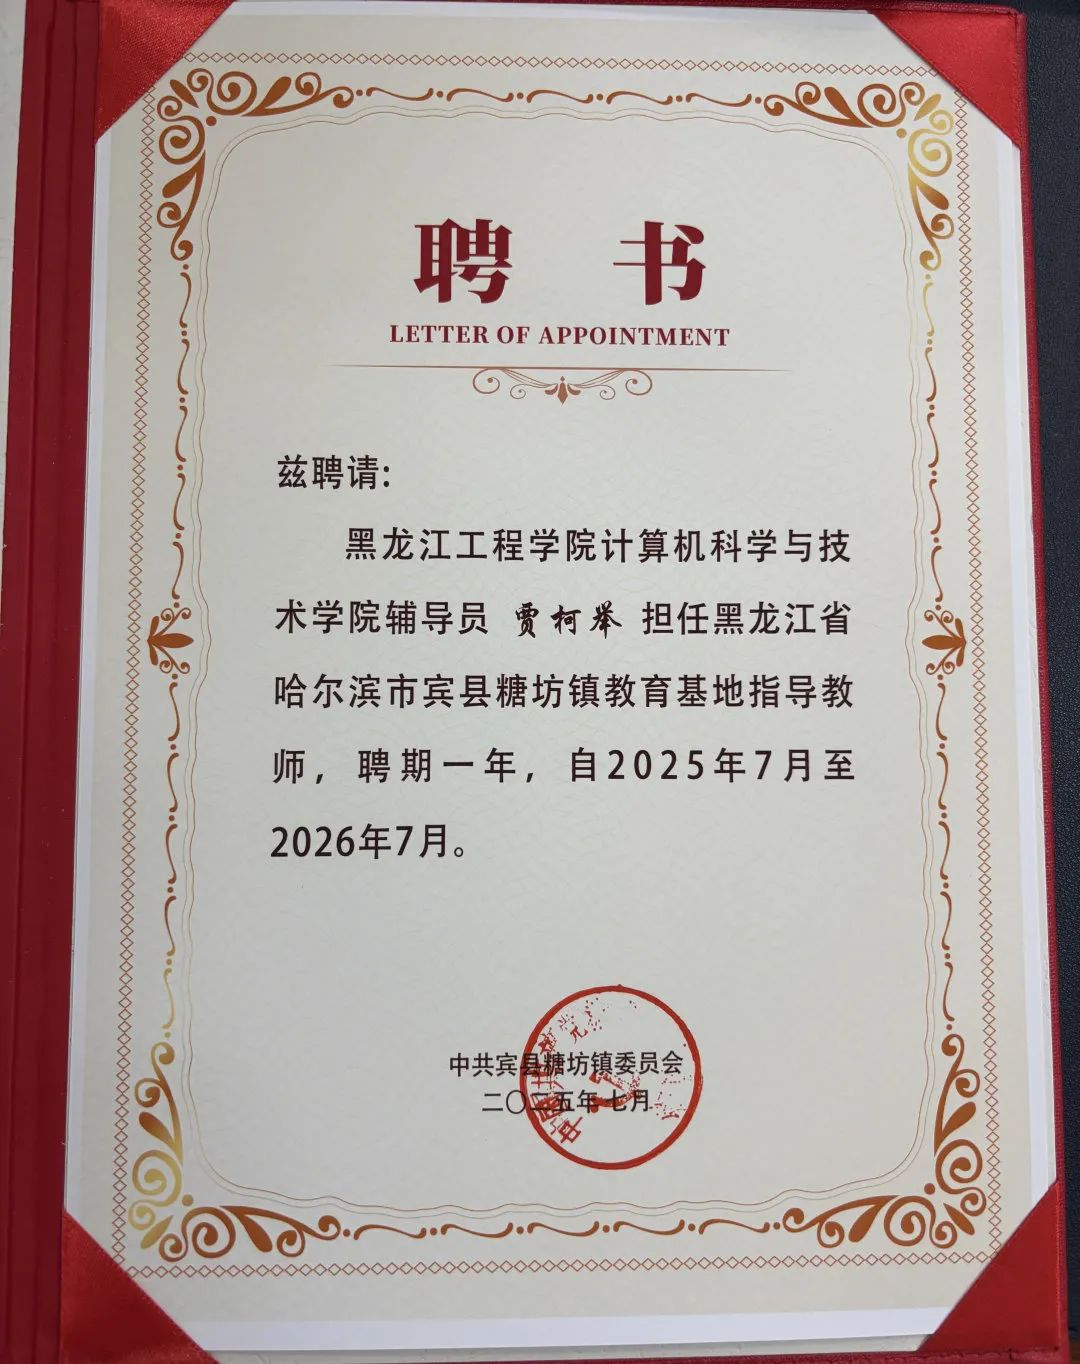 聘 书
LETTER OF APPOINTMENT
兹聘请:
黑龙江工程学院计算机科学与技
术学院辅导员 贾柯举 担任黑龙江省
哈尔滨市宾县糖坊镇教育基地指导教
师，聘期一年，自2025年7月至
2026年7月。
中共宾县糖坊镇委员会
二〇二五年七月